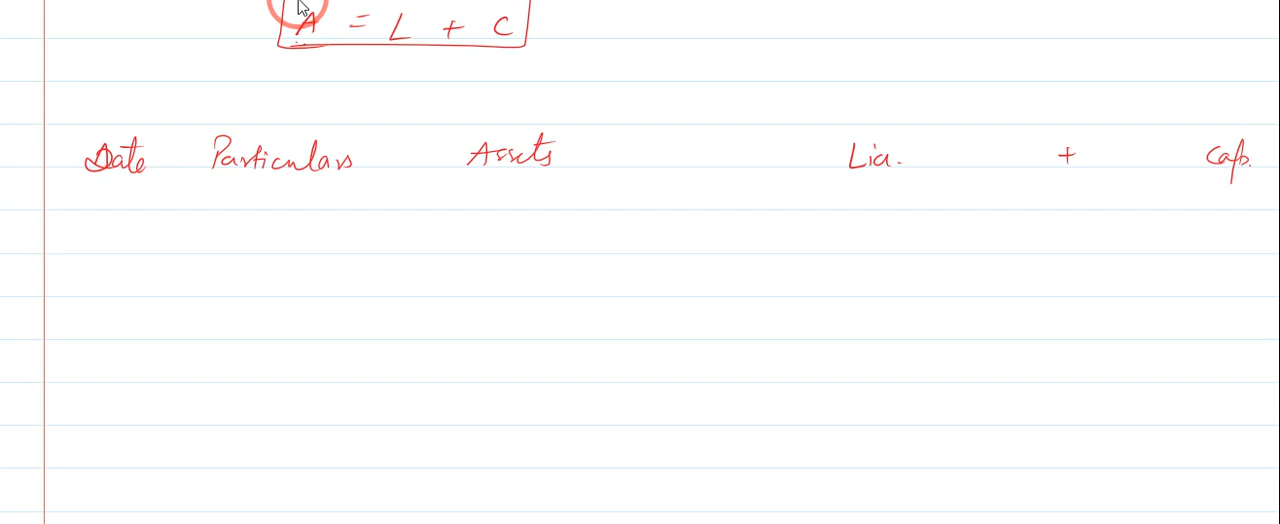 A = L + C
Date Particulars Assets Lia. + Cap.